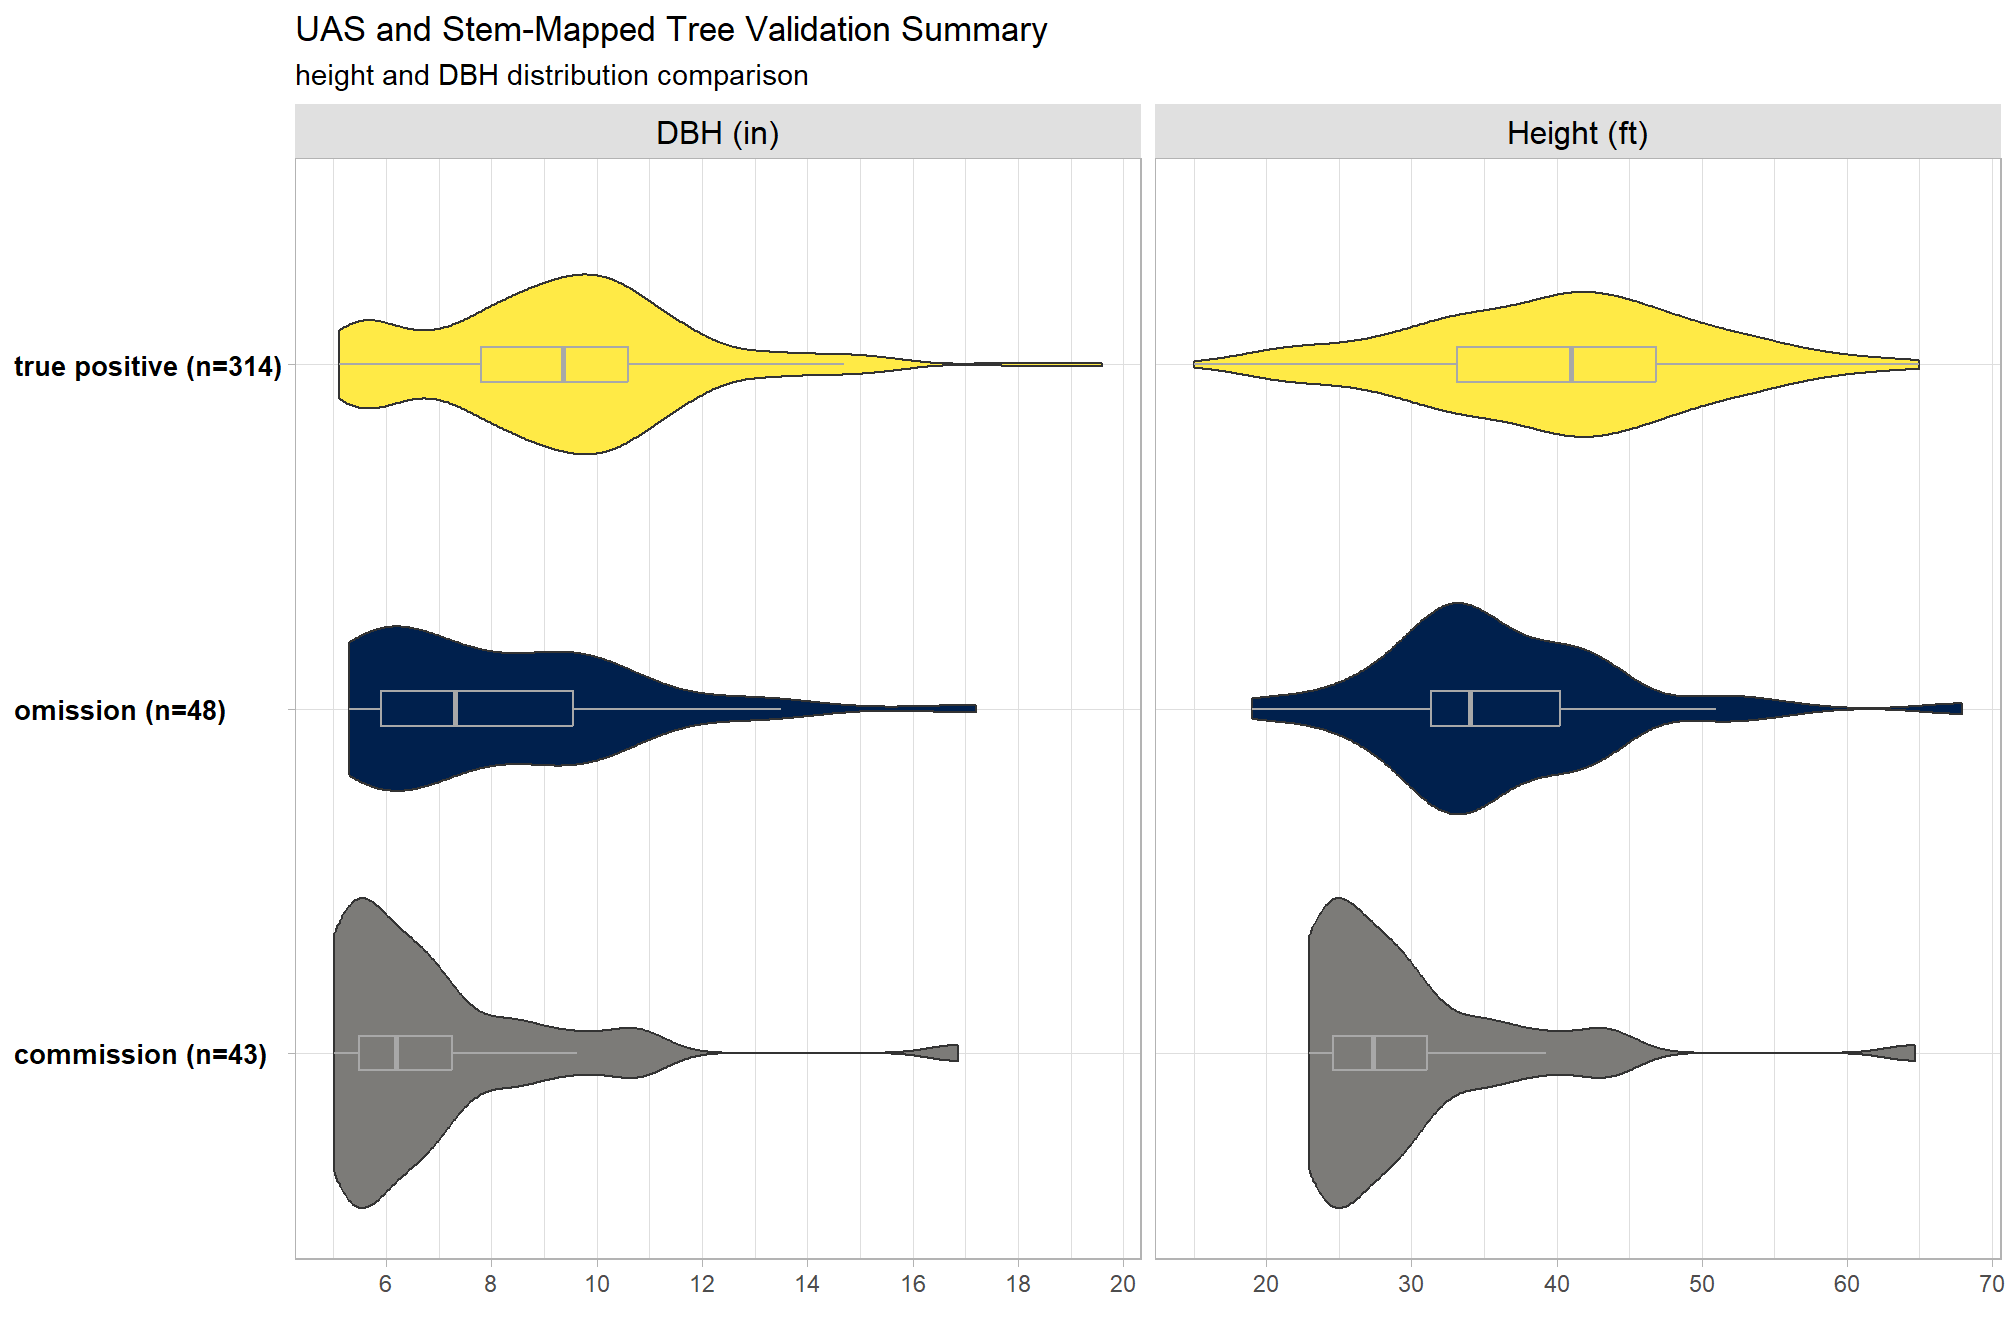 UAS and Stem-Mapped Tree Validation Summary
height and DBH distribution comparison
DBH (in)
Height (ft)
true positive (n=314)
omission (n=48)
commission (n=43)
6 8 10 12 14 16 18 20
20 30 40 50 60 70